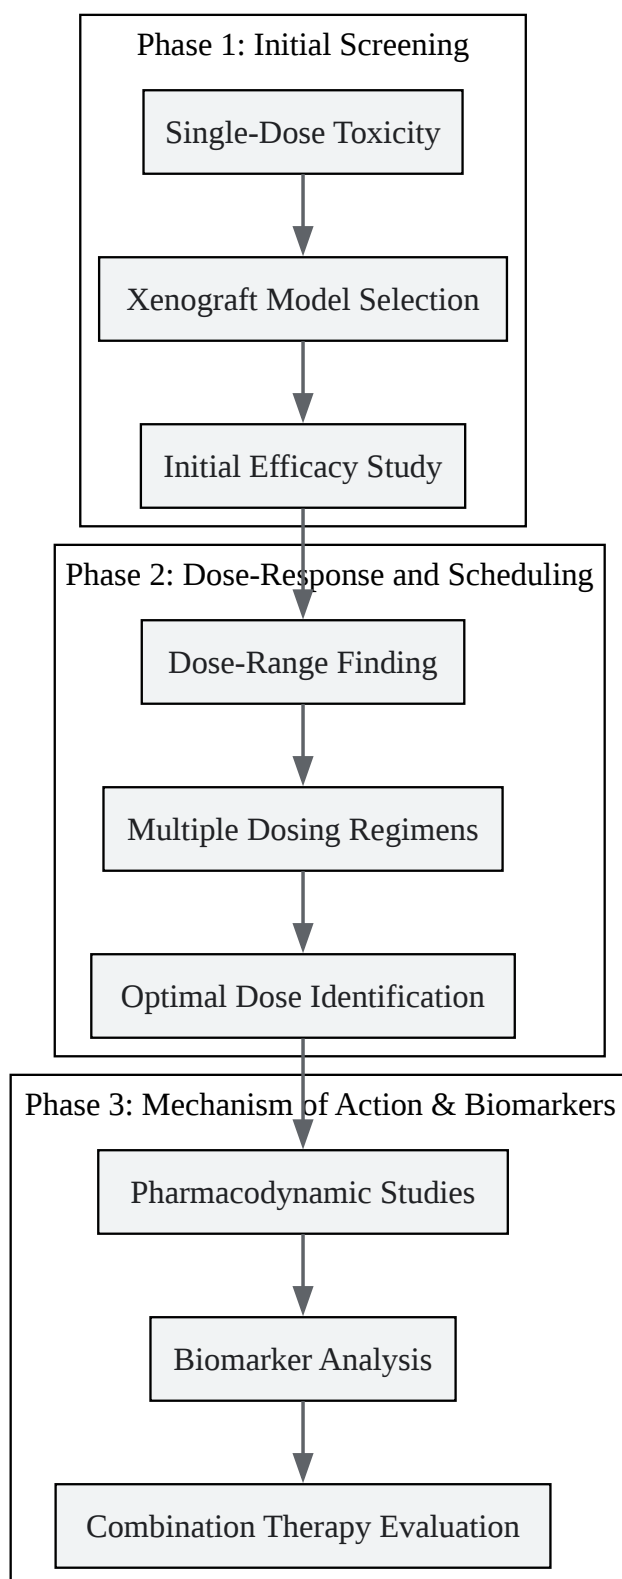 Phase 1: Initial Screening
Single-Dose Toxicity
Xenograft Model Selection
Initial Efficacy Study
Phase 2: Dose-Response and Scheduling
Dose-Range Finding
Multiple Dosing Regimens
Optimal Dose Identification
Phase 3: Mechanism of Action & Biomarkers
Pharmacodynamic Studies
Biomarker Analysis
Combination Therapy Evaluation